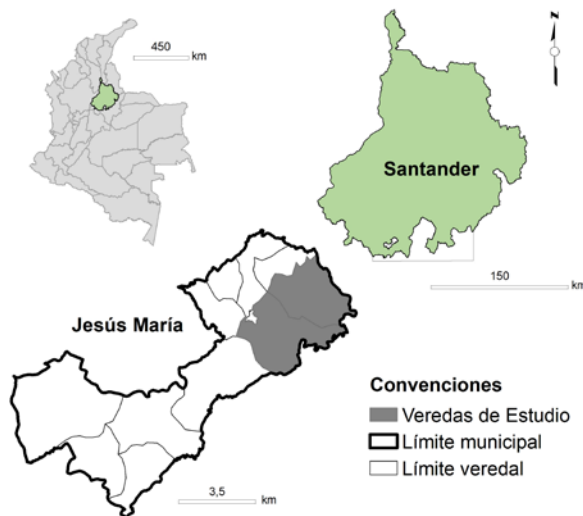 450
km
N
Santander
150
km
Jesús María
Convenciones
Veredas de Estudio
Límite municipal
Límite veredal
3,5
km